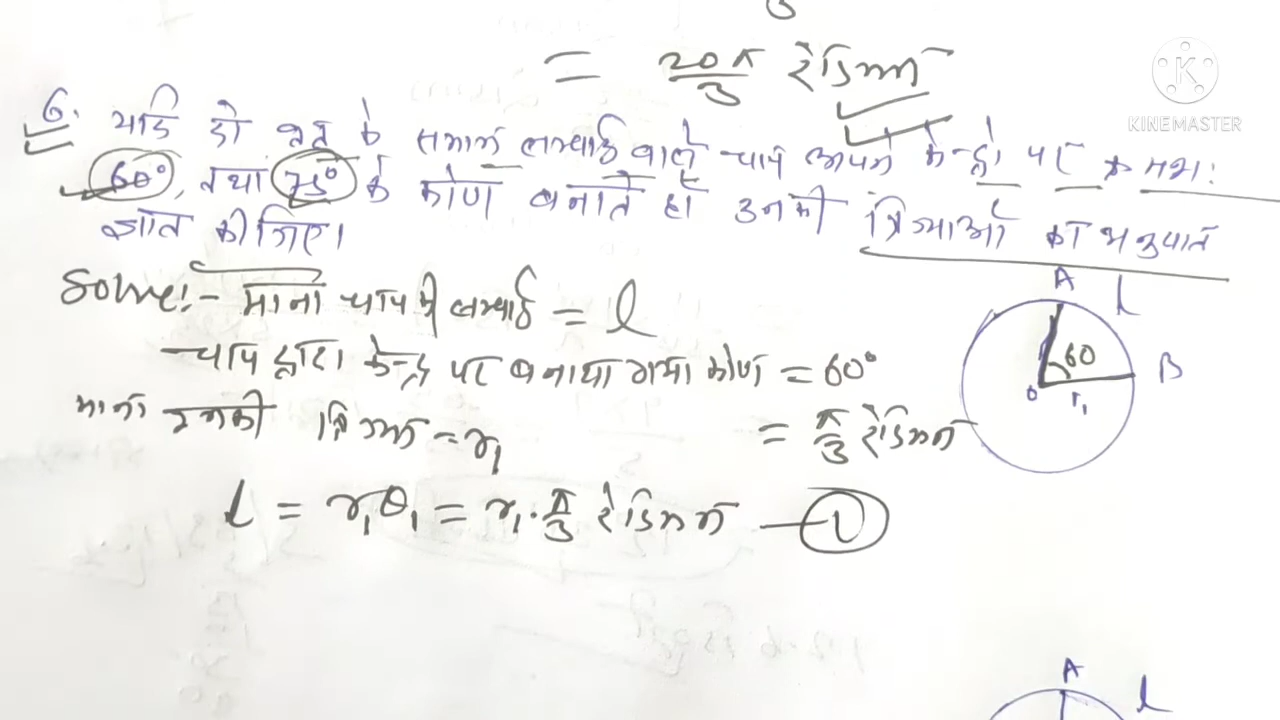 = 20π/3 रेडियन
KINEMASTER
6. यदि दो वृत्त के समान लम्बाई वाले चाप अपने केन्द्रो पर क्रमश:
60°, तथा 75° के कोण बनाते हो उनकी त्रिज्याओं का अनुपात
ज्ञात कीजिए।
Solve:- माना चाप की लम्बाई = l
चाप द्वारा केन्द्र पर बनाया गया कोण = 60°
माना इसकी त्रिज्या = r₁
= π/3 रेडियन
l = r₁θ₁ = r₁·π/3 रेडियन —①
A l
60
O r₁ B
A l